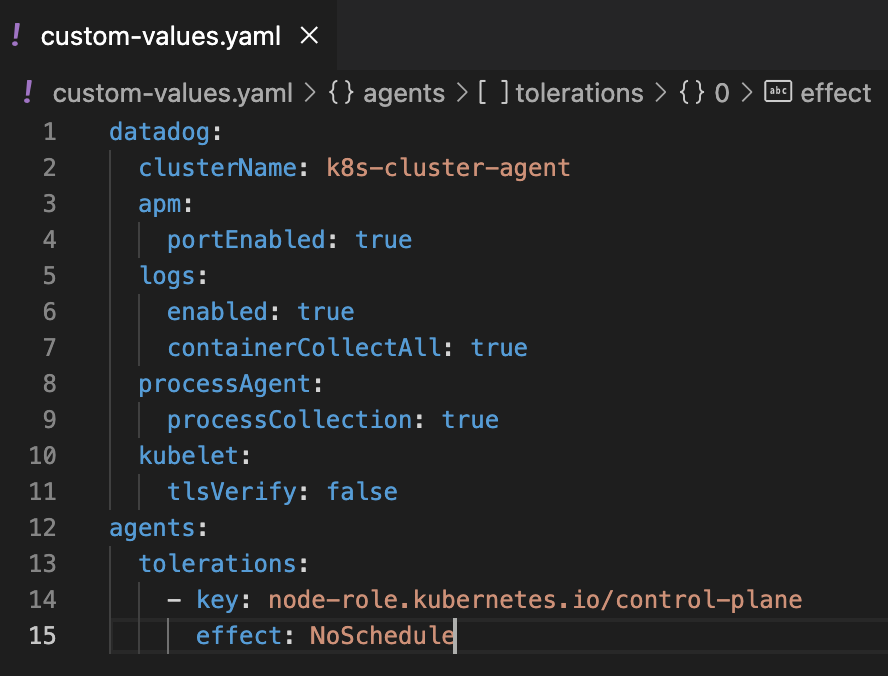 ! custom-values.yaml ×
! custom-values.yaml > {} agents > [ ] tolerations > {} 0 > abc effect
1 datadog:
2   clusterName: k8s-cluster-agent
3   apm:
4     portEnabled: true
5   logs:
6     enabled: true
7     containerCollectAll: true
8   processAgent:
9     processCollection: true
10   kubelet:
11     tlsVerify: false
12 agents:
13   tolerations:
14     - key: node-role.kubernetes.io/control-plane
15       effect: NoSchedule